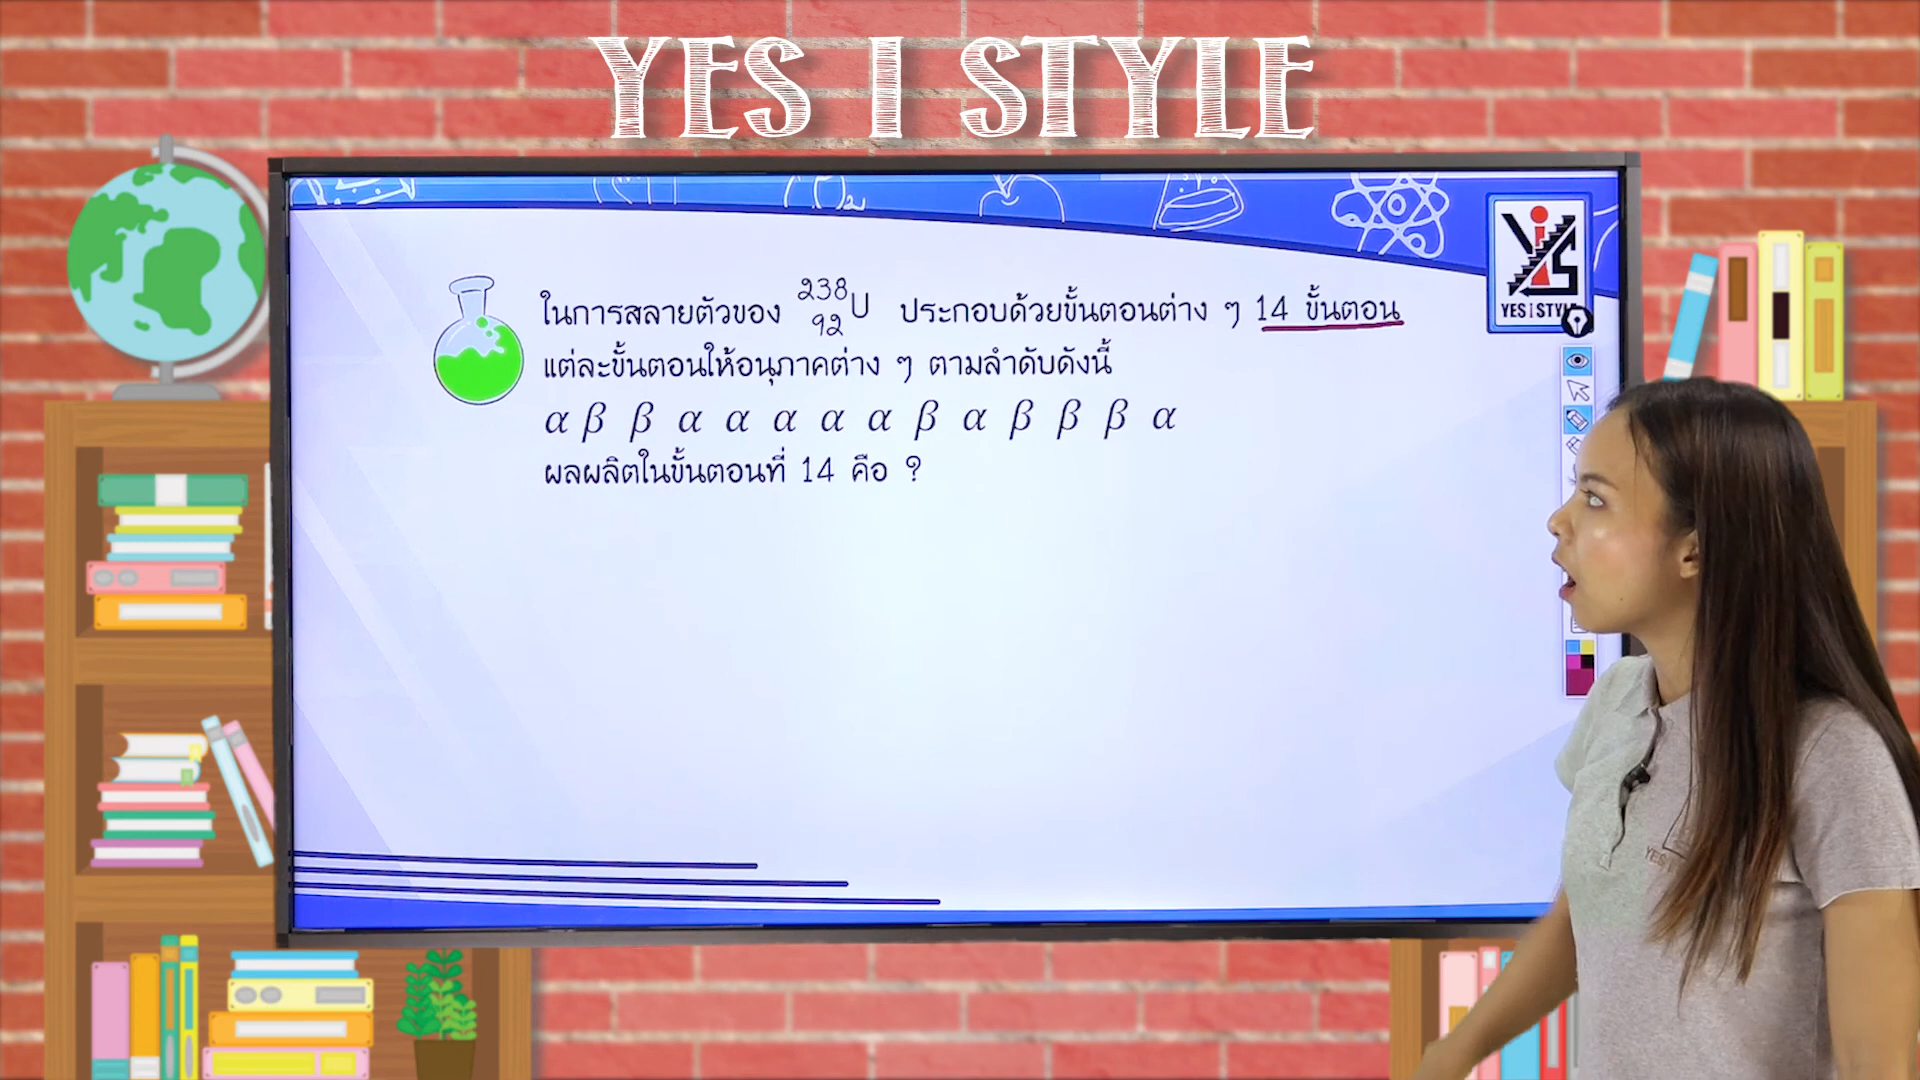 YES I STYLE
ในการสลายตัวของ ²³⁸₉₂U ประกอบด้วยขั้นตอนต่าง ๆ 14 ขั้นตอน
แต่ละขั้นตอนให้อนุภาคต่าง ๆ ตามลำดับดังนี้
α β β α α α α α β α β β β α
ผลผลิตในขั้นตอนที่ 14 คือ ?
YES I STYLE